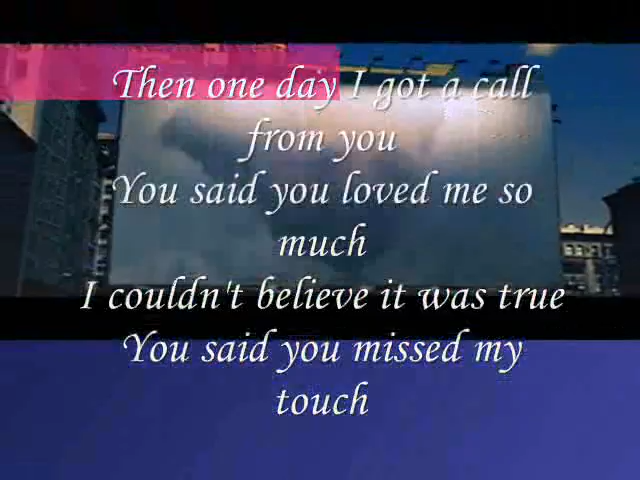 Then one day I got a call
from you
You said you loved me so
much
I couldn't believe it was true
You said you missed my
touch